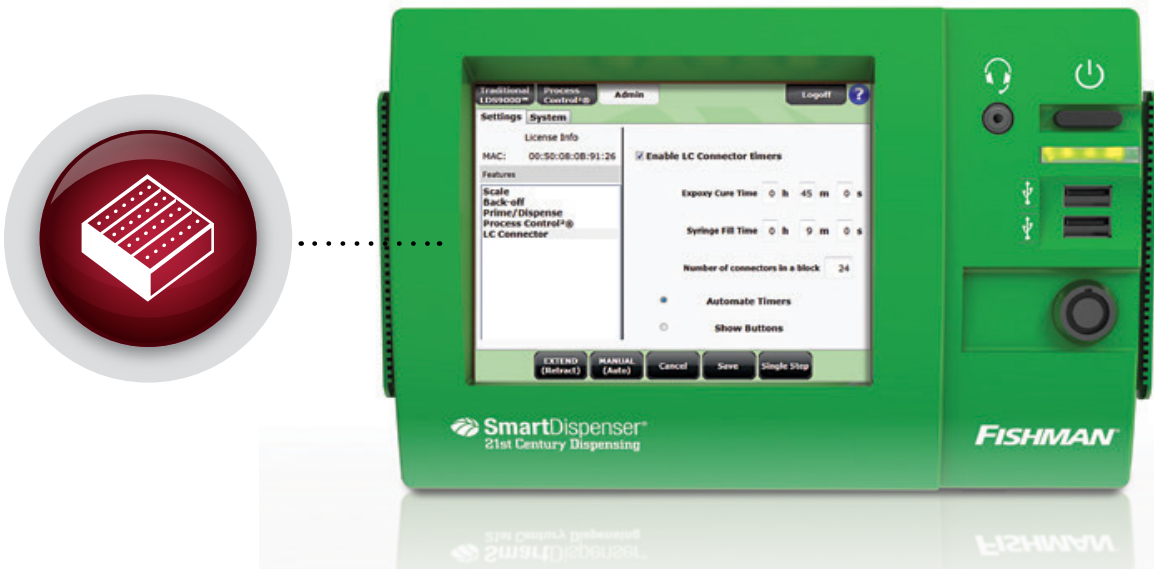 Traditional LDS9000™
Process Control²®
Admin
Logoff
?
Settings
System
License Info
MAC: 00:50:08:0B:91:26
Features
Scale
Back-off
Prime/Dispense
Process Control²®
LC Connector
Enable LC Connector timers
Expoxy Cure Time 0 h 45 m 0 s
Syringe Fill Time 0 h 9 m 0 s
Number of connectors in a block 24
Automate Timers
Show Buttons
EXTEND (Retract)
MANUAL (Auto)
Cancel
Save
Single Step
SmartDispenser®
21st Century Dispensing
FISHMAN®